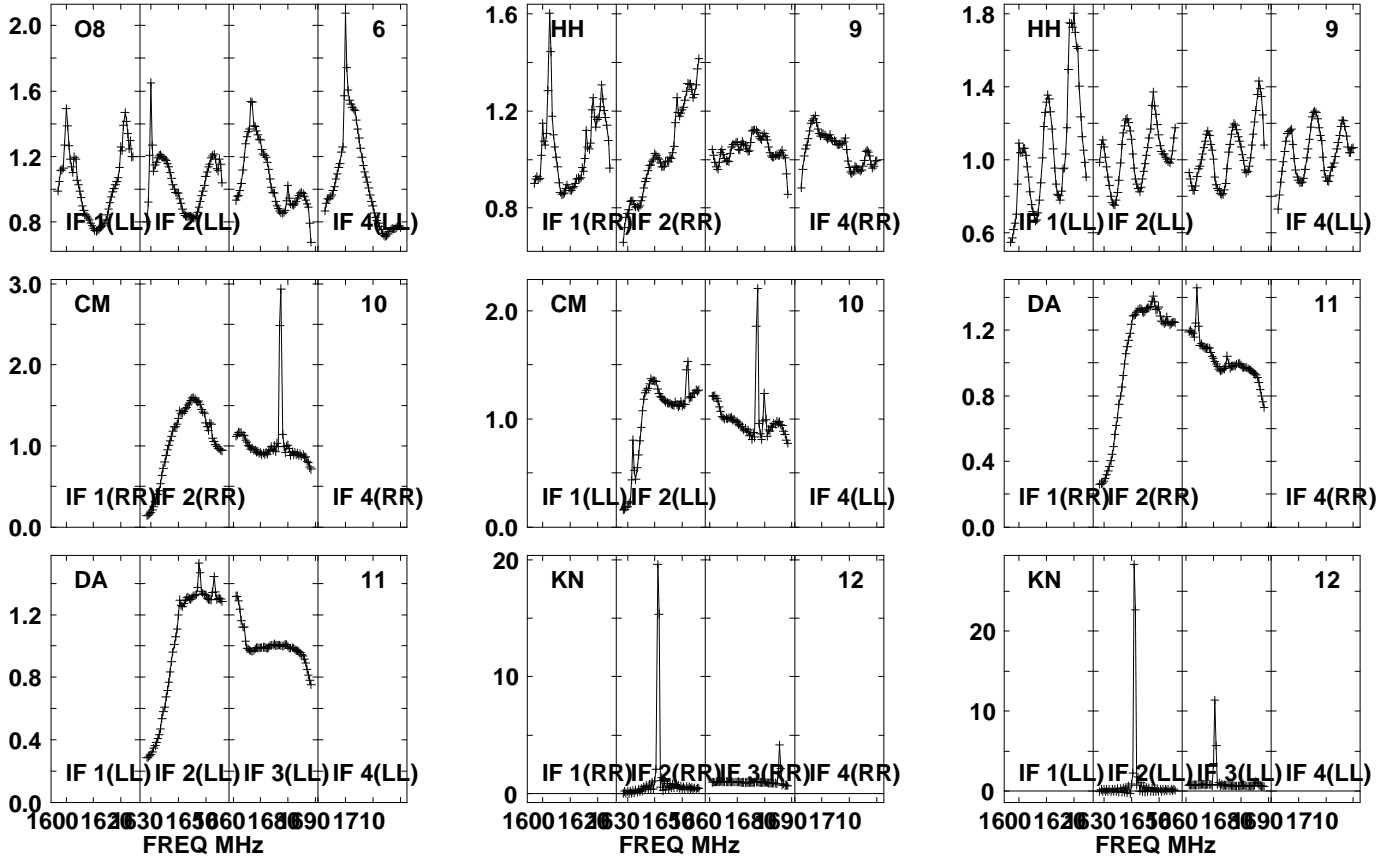 O8 6
2.0
1.6
1.2
0.8
IF 1(LL) IF 2(LL) IF 4(LL)
HH 9
1.6
1.2
0.8
IF 1(RR) IF 2(RR) IF 4(RR)
HH 9
1.8
1.4
1.0
0.6
IF 1(LL) IF 2(LL) IF 4(LL)
CM 10
3.0
2.0
1.0
0.0
IF 1(RR) IF 2(RR) IF 4(RR)
CM 10
2.0
1.0
0.0
IF 1(LL) IF 2(LL) IF 4(LL)
DA 11
1.2
0.8
0.4
0.0
IF 1(RR) IF 2(RR) IF 4(RR)
DA 11
1.2
0.8
0.4
0.0
IF 1(LL) IF 2(LL) IF 3(LL) IF 4(LL)
1600 1620 1630 1650 1660 1680 1690 1710
FREQ MHz
KN 12
20
10
0
IF 1(RR) IF 2(RR) IF 3(RR) IF 4(RR)
1600 1620 1630 1650 1660 1680 1690 1710
FREQ MHz
KN 12
20
10
0
IF 1(LL) IF 2(LL) IF 3(LL) IF 4(LL)
1600 1620 1630 1650 1660 1680 1690 1710
FREQ MHz